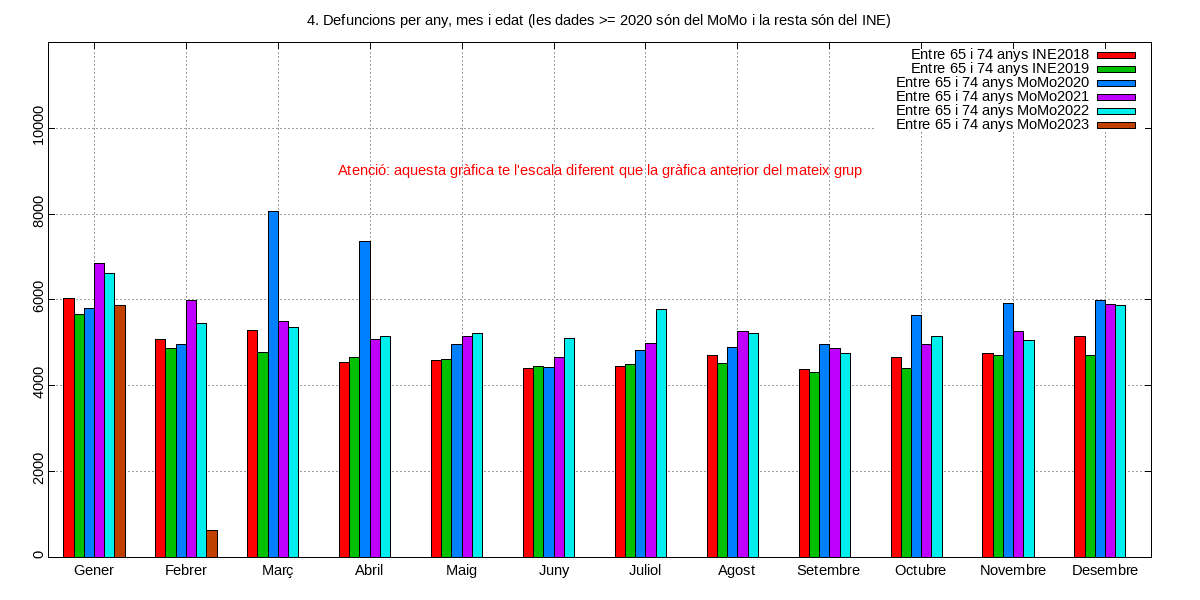 4. Defuncions per any, mes i edat (les dades >= 2020 són del MoMo i la resta són del INE)
Entre 65 i 74 anys INE2018
Entre 65 i 74 anys INE2019
Entre 65 i 74 anys MoMo2020
Entre 65 i 74 anys MoMo2021
Entre 65 i 74 anys MoMo2022
Entre 65 i 74 anys MoMo2023
Atenció: aquesta gràfica te l'escala diferent que la gràfica anterior del mateix grup
10000
8000
6000
4000
2000
0
Gener Febrer Març Abril Maig Juny Juliol Agost Setembre Octubre Novembre Desembre